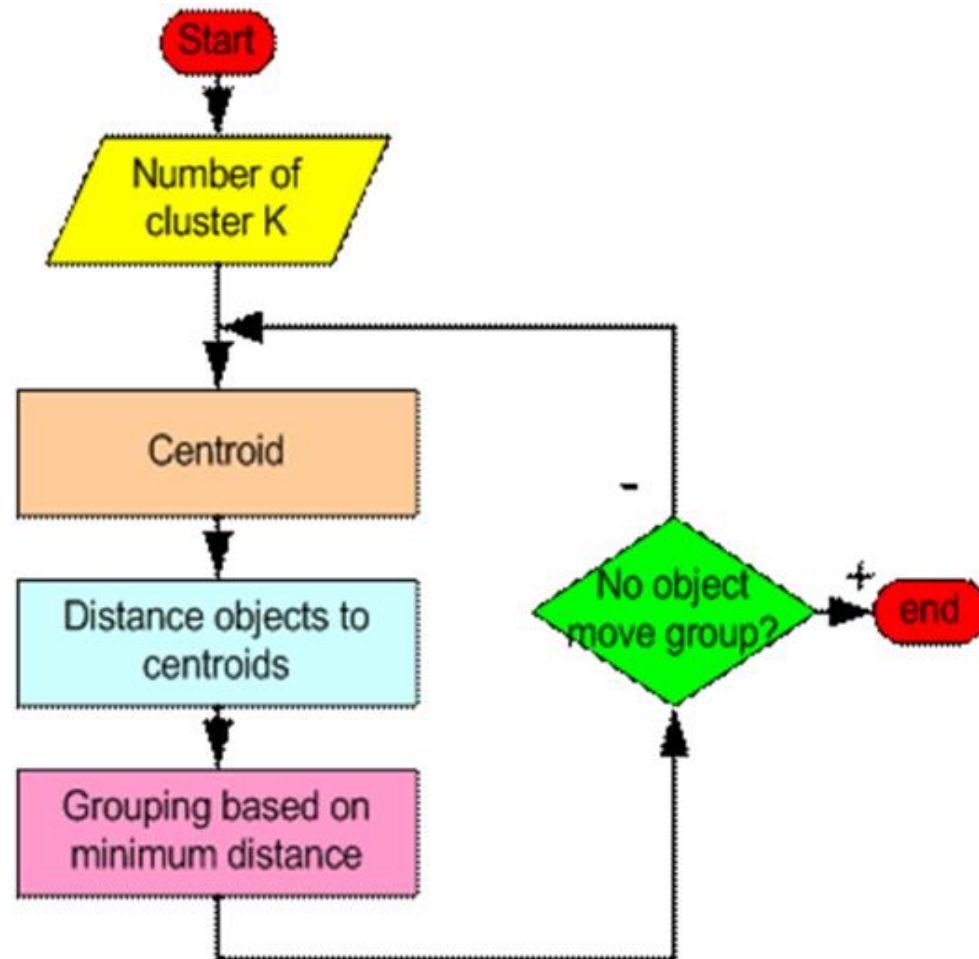 Start
Number of
cluster K
Centroid
Distance objects to
centroids
Grouping based on
minimum distance
-
No object
move group?
+
end